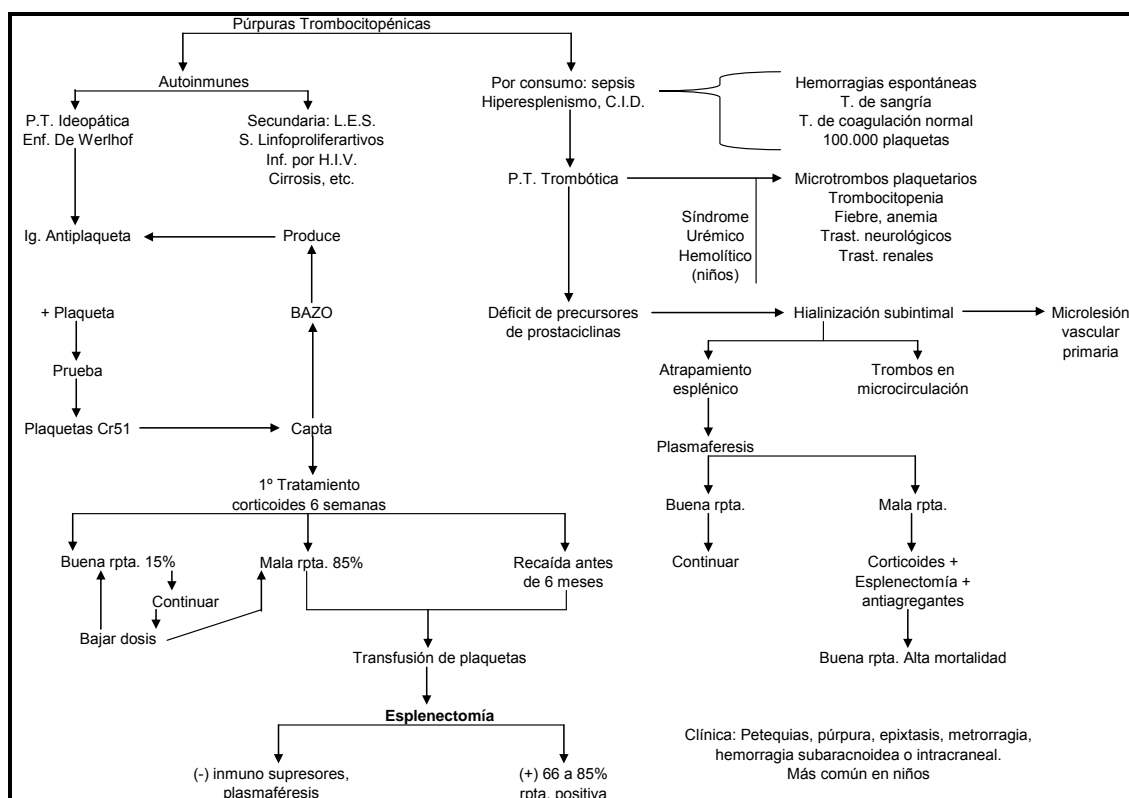 Púrpuras Trombocitopénicas
Autoinmunes
P.T. Ideopática
Enf. De Werlhof
Secundaria: L.E.S.
S. Linfoproliferartivos
Inf. por H.I.V.
Cirrosis, etc.
Por consumo: sepsis
Hiperesplenismo, C.I.D.
Hemorragias espontáneas
T. de sangría
T. de coagulación normal
100.000 plaquetas
P.T. Trombótica
Síndrome
Urémico
Hemolítico
(niños)
Microtrombos plaquetarios
Trombocitopenia
Fiebre, anemia
Trast. neurológicos
Trast. renales
Ig. Antiplaqueta
Produce
+ Plaqueta
BAZO
Prueba
Plaquetas Cr51
Capta
Déficit de precursores
de prostaciclinas
Hialinización subintimal
Microlesión
vascular
primaria
Atrapamiento
esplénico
Trombos en
microcirculación
Plasmaferesis
Buena rpta.
Mala rpta.
Continuar
Corticoides +
Esplenectomía +
antiagregantes
Buena rpta. Alta mortalidad
1º Tratamiento
corticoides 6 semanas
Buena rpta. 15%
Mala rpta. 85%
Recaída antes
de 6 meses
Continuar
Bajar dosis
Transfusión de plaquetas
Esplenectomía
(-) inmuno supresores,
plasmaféresis
(+) 66 a 85%
rpta. positiva
Clínica: Petequias, púrpura, epixtasis, metrorragia,
hemorragia subaracnoidea o intracraneal.
Más común en niños